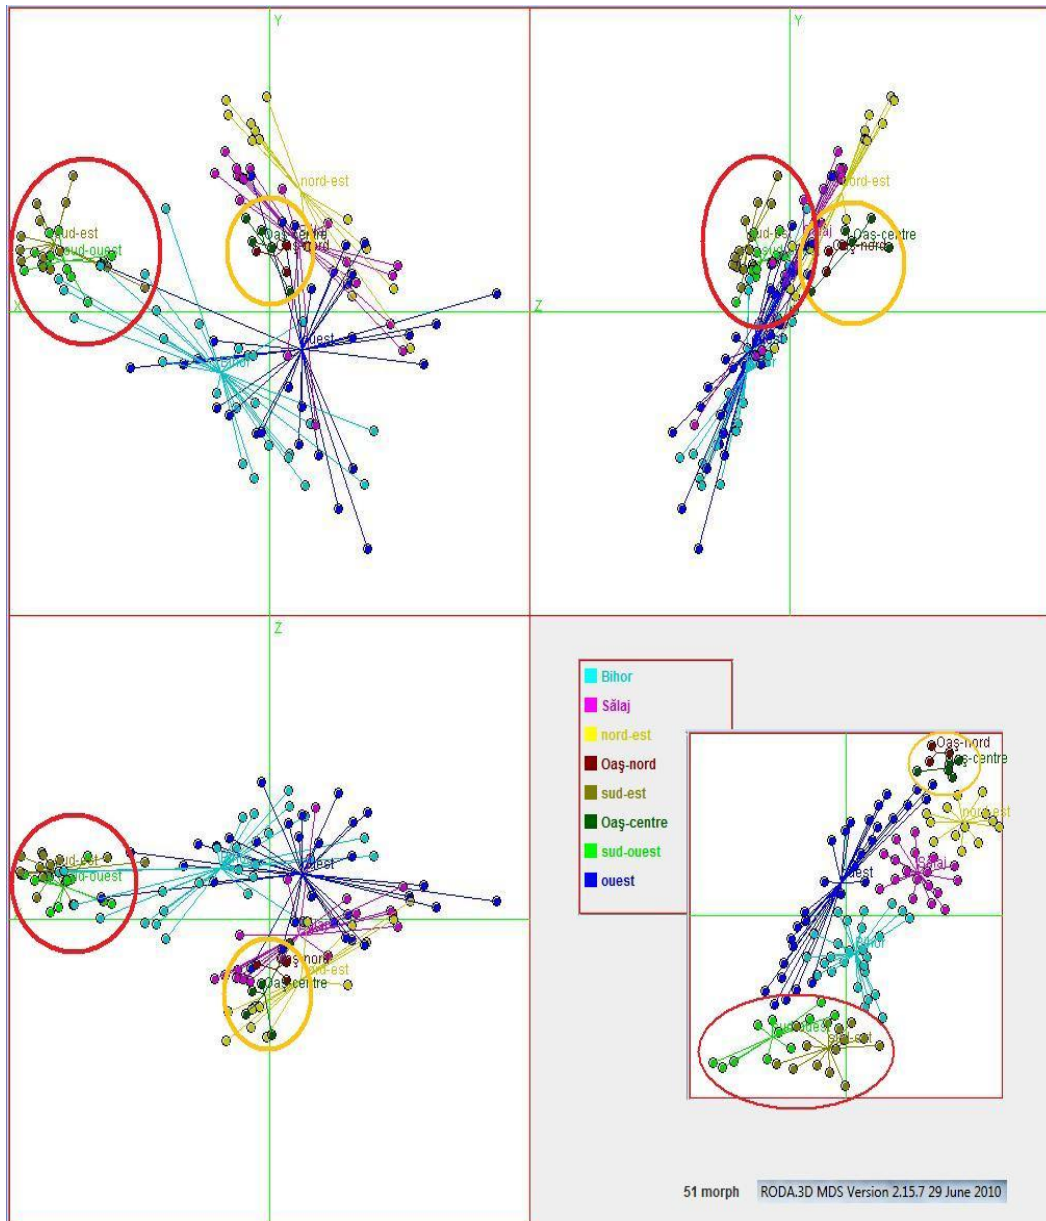 Y
nord-est
Oaş-centre
Oaş-nord
sud-est
sud-ouest
X
ouest
Bihor
Y
nord-est
Oaş-centre
Oaş-nord
Z
Z
sud-ouest
ouest
Oaş-nord
nord-est
Oaş-centre
Bihor
Sălaj
nord-est
Oaş-nord
sud-est
Oaş-centre
sud-ouest
ouest
Oaş-nord
Oaş-centre
nord-est
Sălaj
ouest
Bihor
sud-ouest
sud-est
51 morph RODA.3D MDS Version 2.15.7 29 June 2010